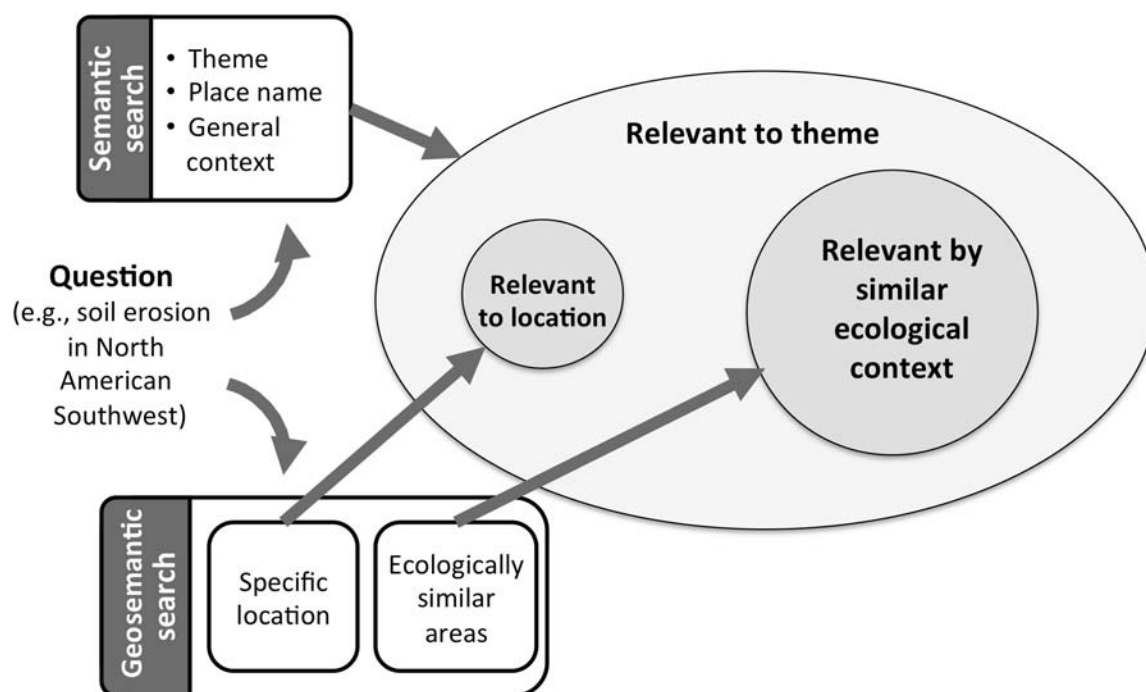 Semantic
search
• Theme
• Place name
• General
context
Relevant to theme
Relevant
to location
Relevant by
similar
ecological
context
Question
(e.g., soil erosion
in North
American
Southwest)
Geosemantic
search
Specific
location
Ecologically
similar
areas